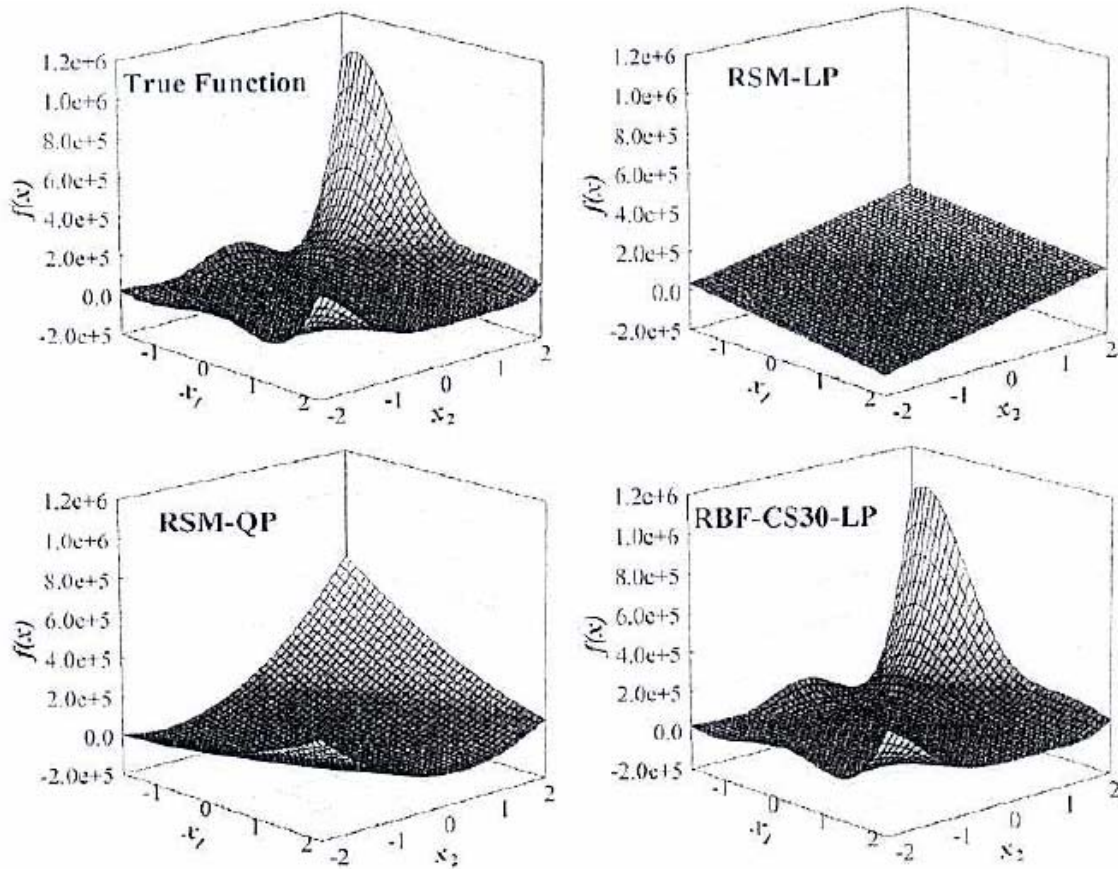 True Function
1.2e+6
1.0e+6
8.0e+5
6.0e+5
4.0e+5
2.0e+5
0.0
-2.0e+5
f(x)
-1
0
1
2
x₁
-2
-1
0
1
2
x₂
RSM-LP
1.2e+6
1.0e+6
8.0e+5
6.0e+5
4.0e+5
2.0e+5
0.0
-2.0e+5
f(x)
-1
0
1
2
x₁
-2
-1
0
1
2
x₂
RSM-QP
1.2e+6
1.0e+6
8.0e+5
6.0e+5
4.0e+5
2.0e+5
0.0
-2.0e+5
f(x)
-1
0
1
2
x₁
-2
-1
0
1
2
x₂
RBF-CS30-LP
1.2e+6
1.0e+6
8.0e+5
6.0e+5
4.0e+5
2.0e+5
0.0
-2.0e+5
f(x)
-1
0
1
2
x₁
-2
-1
0
1
2
x₂